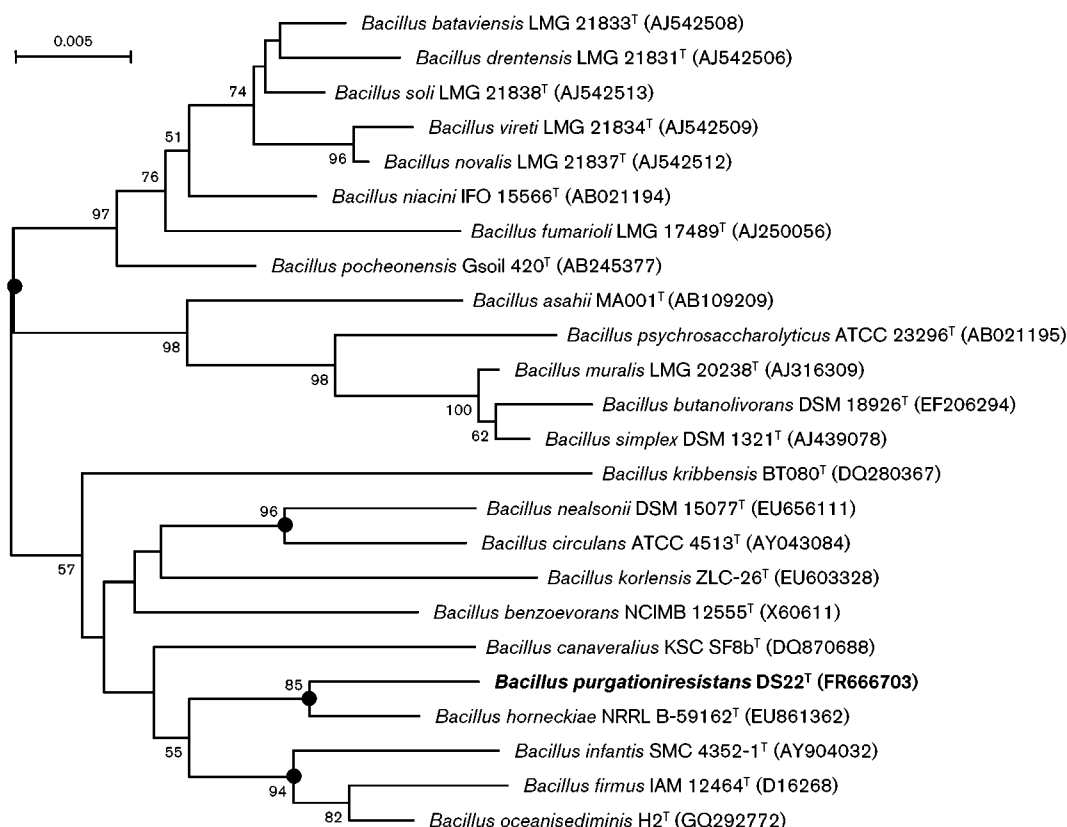 Bacillus bataviensis LMG 21833ᵀ (AJ542508)
0.005
Bacillus drentensis LMG 21831ᵀ (AJ542506)
74
Bacillus soli LMG 21838ᵀ (AJ542513)
Bacillus vireti LMG 21834ᵀ (AJ542509)
51
96
Bacillus novalis LMG 21837ᵀ (AJ542512)
76
Bacillus niacini IFO 15566ᵀ (AB021194)
97
Bacillus fumarioli LMG 17489ᵀ (AJ250056)
Bacillus pocheonensis Gsoil 420ᵀ (AB245377)
Bacillus asahii MA001ᵀ (AB109209)
98
Bacillus psychrosaccharolyticus ATCC 23296ᵀ (AB021195)
98
Bacillus muralis LMG 20238ᵀ (AJ316309)
100
Bacillus butanolivorans DSM 18926ᵀ (EF206294)
62
Bacillus simplex DSM 1321ᵀ (AJ439078)
Bacillus kribbensis BT080ᵀ (DQ280367)
96
Bacillus nealsonii DSM 15077ᵀ (EU656111)
Bacillus circulans ATCC 4513ᵀ (AY043084)
57
Bacillus korlensis ZLC-26ᵀ (EU603328)
Bacillus benzoevorans NCIMB 12555ᵀ (X60611)
Bacillus canaveralius KSC SF8bᵀ (DQ870688)
85
Bacillus purgationiresistans DS22ᵀ (FR666703)
Bacillus horneckiae NRRL B-59162ᵀ (EU861362)
55
Bacillus infantis SMC 4352-1ᵀ (AY904032)
94
Bacillus firmus IAM 12464ᵀ (D16268)
82
Bacillus oceanisediminis H2ᵀ (GQ292772)